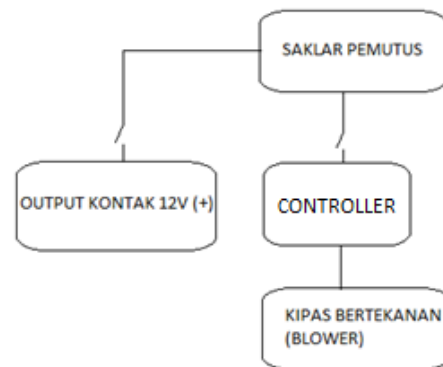 SAKLAR PEMUTUS
OUTPUT KONTAK 12V (+)
CONTROLLER
KIPAS BERTEKANAN
(BLOWER)